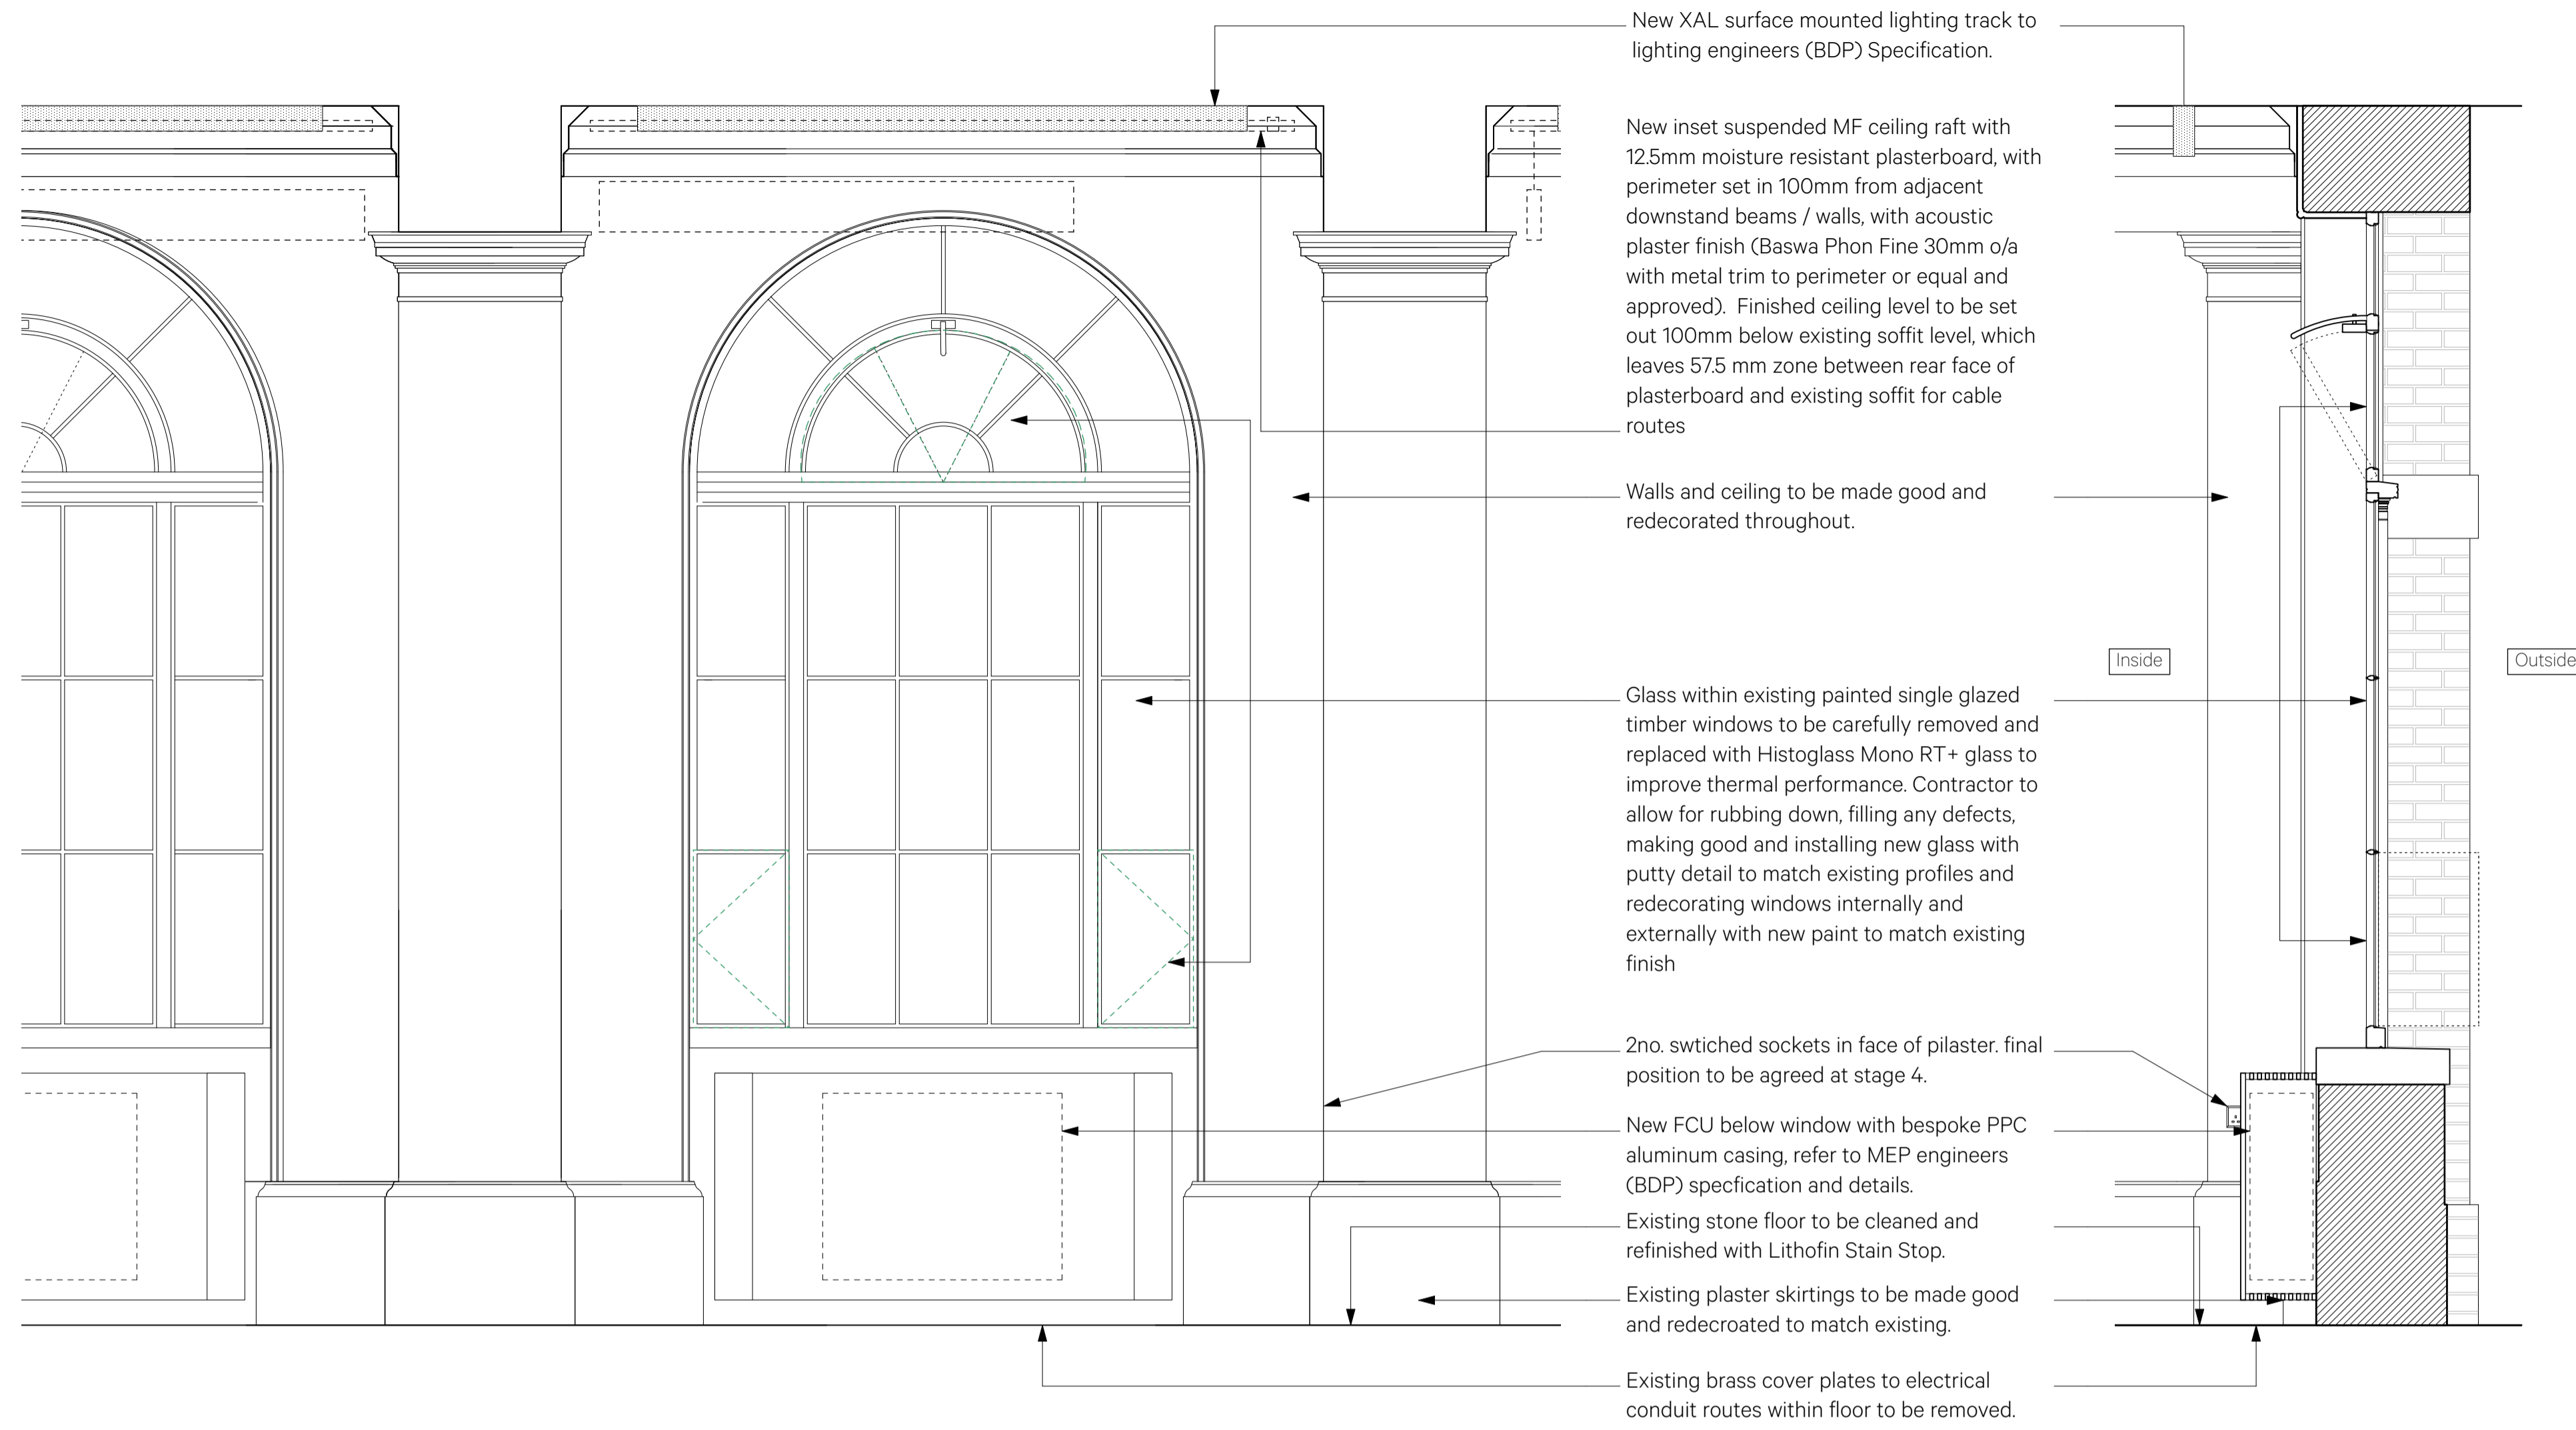 New XAL surface mounted lighting track to
lighting engineers (BDP) Specification.
New inset suspended MF ceiling raft with
12.5mm moisture resistant plasterboard, with
perimeter set in 100mm from adjacent
downstand beams / walls, with acoustic
plaster finish (Baswa Phon Fine 30mm o/a
with metal trim to perimeter or equal and
approved). Finished ceiling level to be set
out 100mm below existing soffit level, which
leaves 57.5 mm zone between rear face of
plasterboard and existing soffit for cable
routes
Walls and ceiling to be made good and
redecorated throughout.
Inside
Outside
Glass within existing painted single glazed
timber windows to be carefully removed and
replaced with Histoglass Mono RT+ glass to
improve thermal performance. Contractor to
allow for rubbing down, filling any defects,
making good and installing new glass with
putty detail to match existing profiles and
redecorating windows internally and
externally with new paint to match existing
finish
2no. swtiched sockets in face of pilaster. final
position to be agreed at stage 4.
New FCU below window with bespoke PPC
aluminum casing, refer to MEP engineers
(BDP) specfication and details.
Existing stone floor to be cleaned and
refinished with Lithofin Stain Stop.
Existing plaster skirtings to be made good
and redecroated to match existing.
Existing brass cover plates to electrical
conduit routes within floor to be removed.